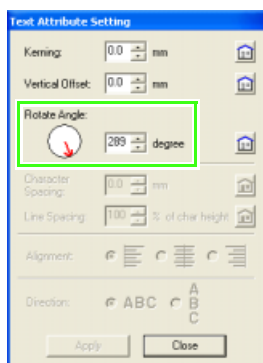 Text Attribute Setting
Kerning: 0.0 mm
Vertical Offset: 0.0 mm
Rotate Angle:
289 degree
Character Spacing: 0.0 mm
Line Spacing: 100 % of char height
Alignment:
Direction: ABC A B C
Apply Close